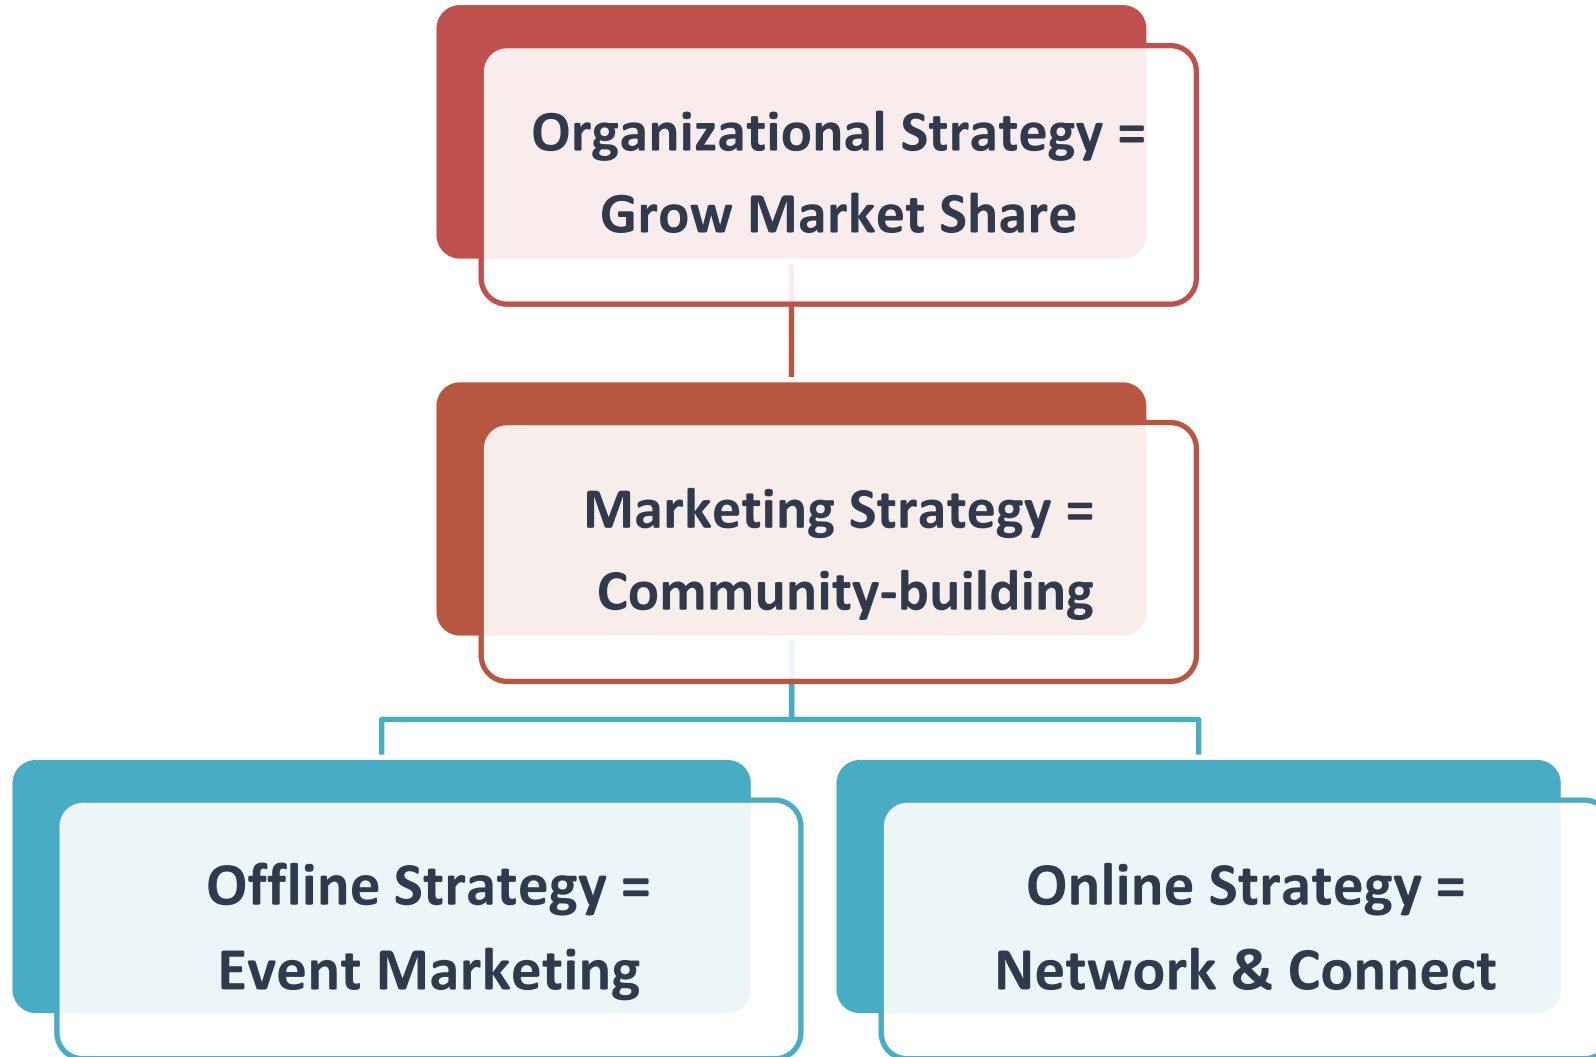 Organizational Strategy =
Grow Market Share
Marketing Strategy =
Community-building
Offline Strategy =
Event Marketing
Online Strategy =
Network & Connect